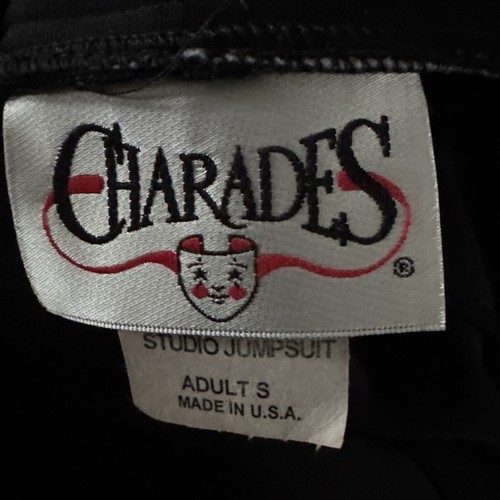 CHARADES
®
STUDIO JUMPSUIT
ADULT S
MADE IN U.S.A.